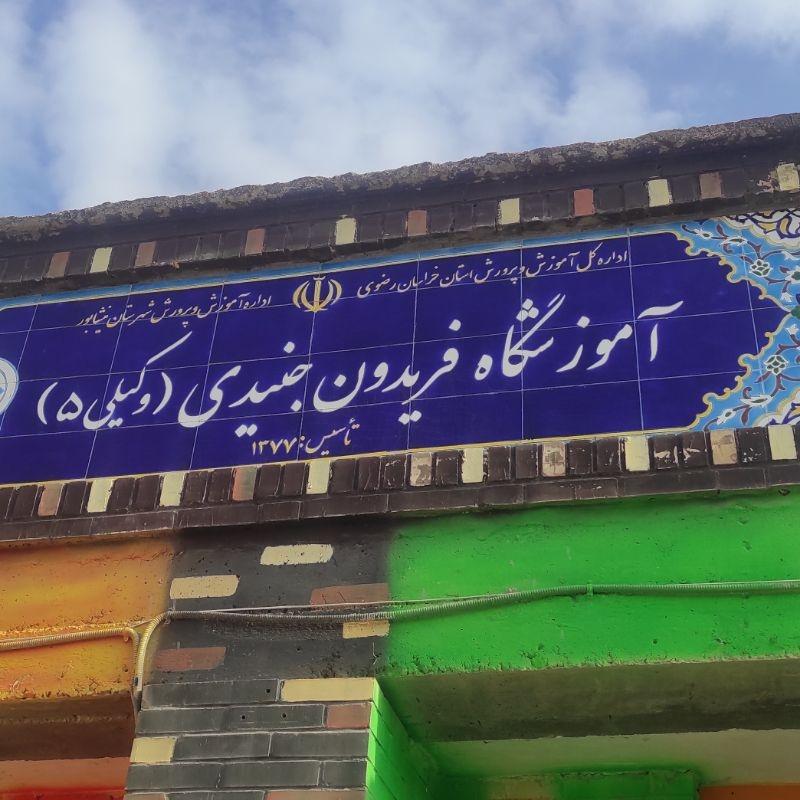 اداره کل آموزش و پرورش استان خراسان رضوی
اداره آموزش و پرورش شهرستان نیشابور
آموزشگاه فریدون جنیدی (وکیلی ۵)
تأسیس: ۱۳۷۷